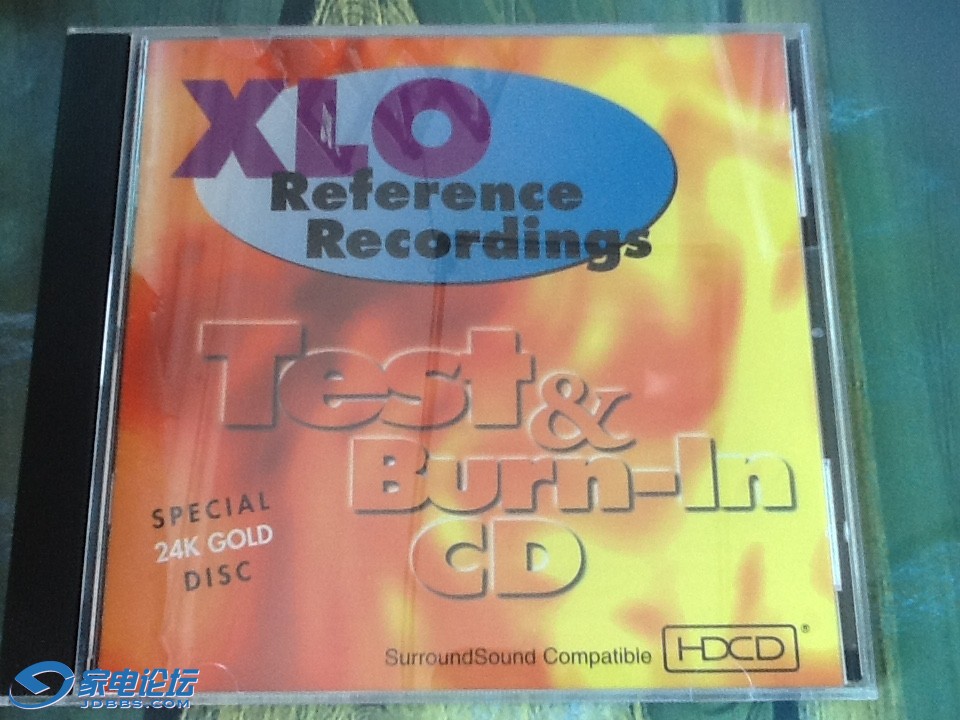 XLO
Reference
Recordings
Test &
Burn-In
CD
SPECIAL
24K GOLD
DISC
SurroundSound Compatible HDCD®
家电论坛
JDBBS.COM